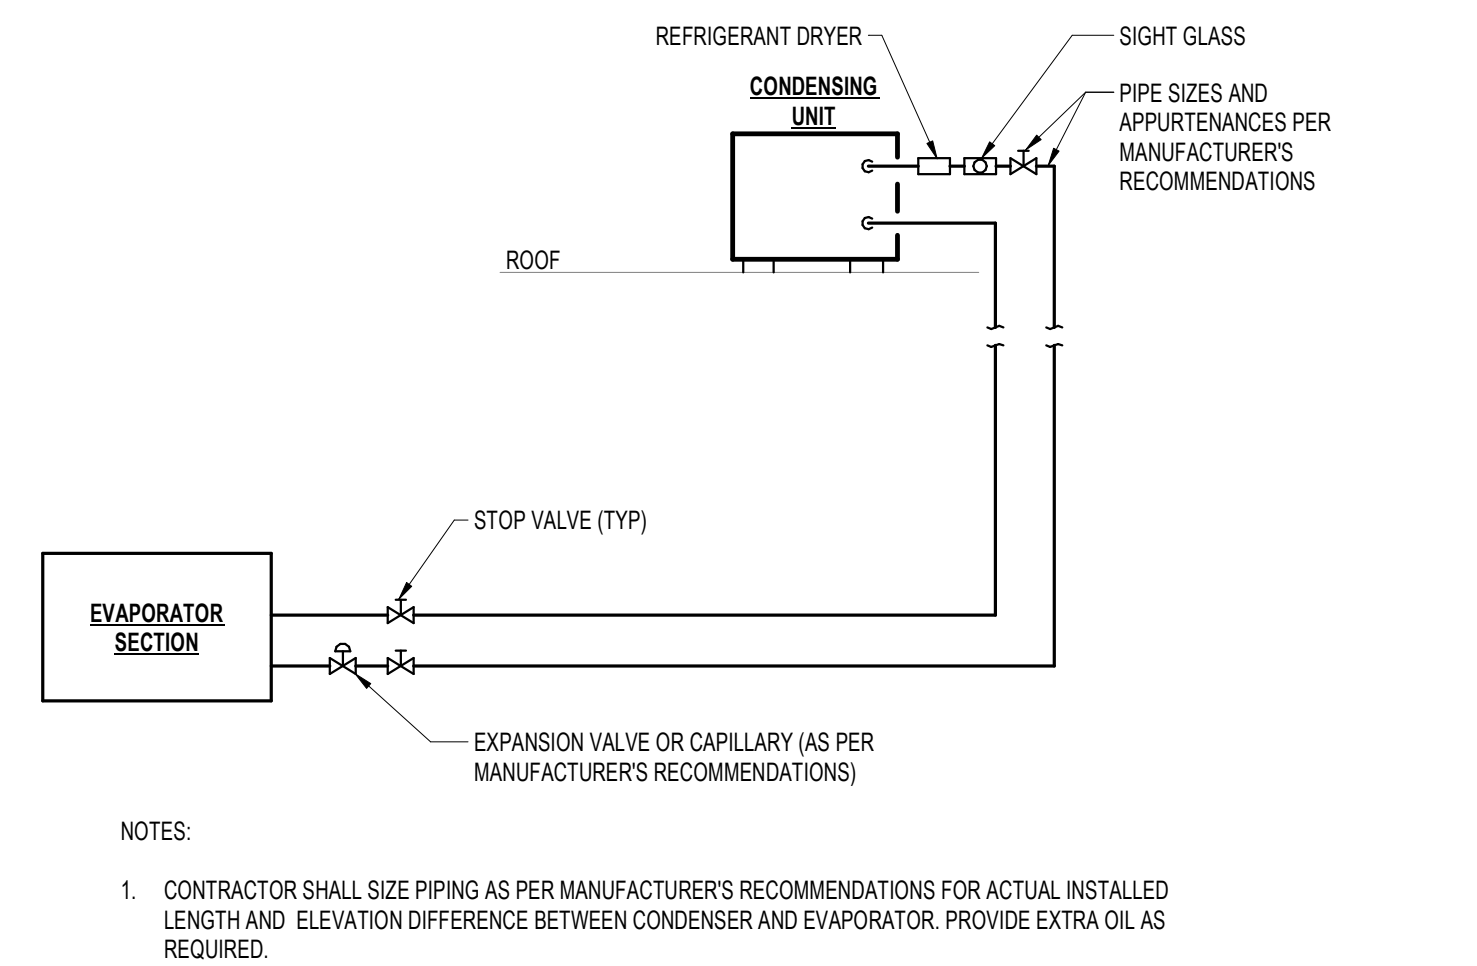 REFRIGERANT DRYER
SIGHT GLASS
CONDENSING
UNIT
PIPE SIZES AND
APPURTENANCES PER
MANUFACTURER'S
RECOMMENDATIONS
ROOF
STOP VALVE (TYP)
EVAPORATOR
SECTION
EXPANSION VALVE OR CAPILLARY (AS PER
MANUFACTURER'S RECOMMENDATIONS)
NOTES:
1. CONTRACTOR SHALL SIZE PIPING AS PER MANUFACTURER'S RECOMMENDATIONS FOR ACTUAL INSTALLED
LENGTH AND ELEVATION DIFFERENCE BETWEEN CONDENSER AND EVAPORATOR. PROVIDE EXTRA OIL AS
REQUIRED.